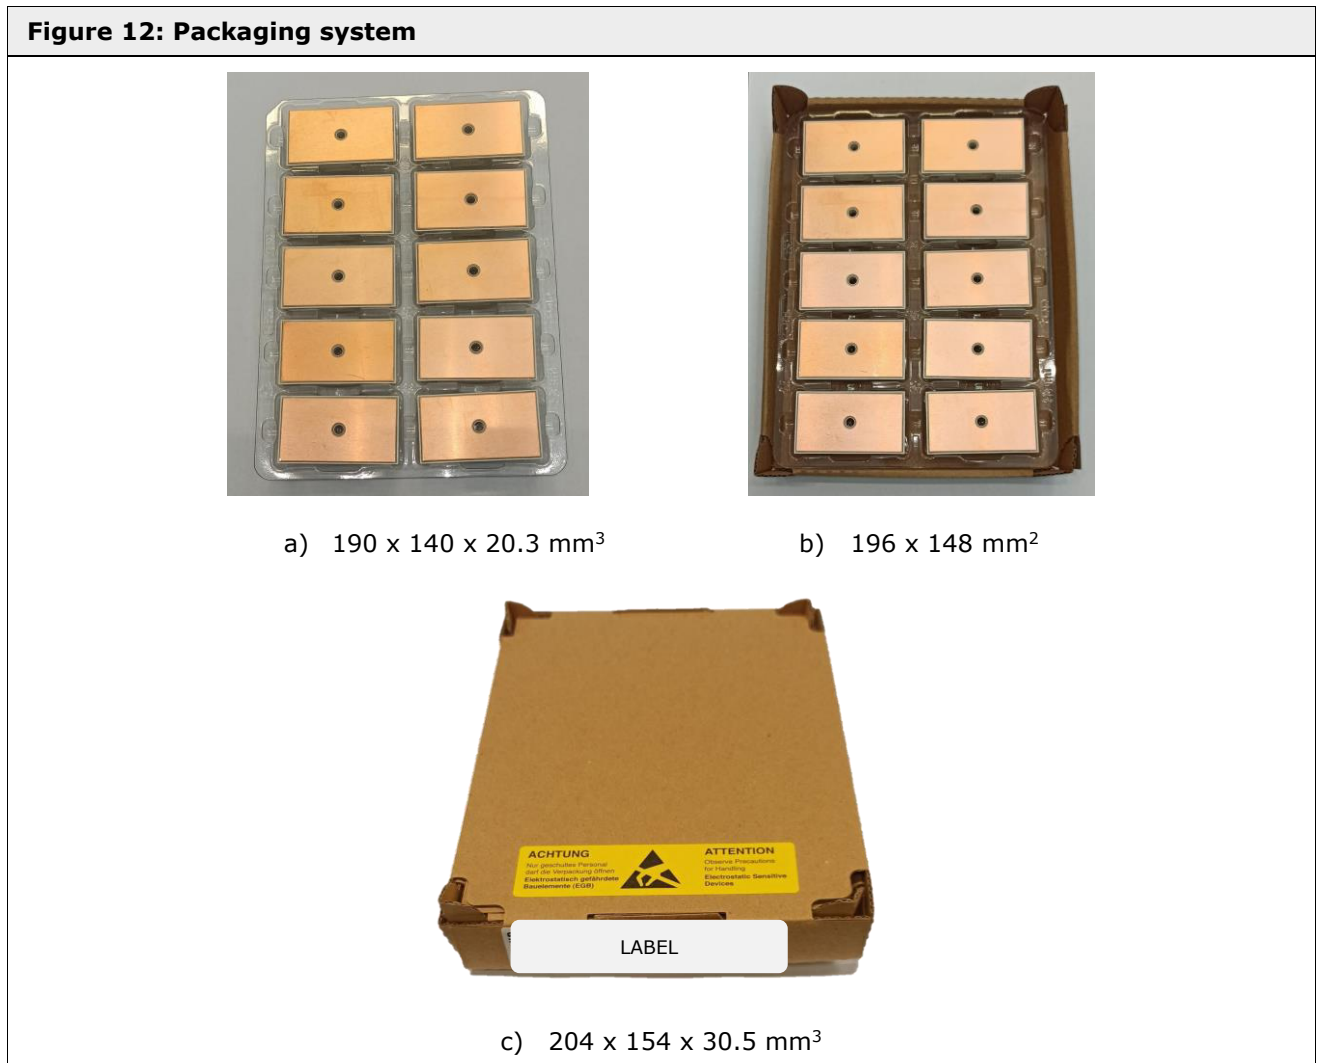 Figure 12: Packaging system
a) 190 x 140 x 20.3 mm³
b) 196 x 148 mm²
ACHTUNG
Nur geschultes Personal
darf die Verpackung öffnen
Elektrostatisch gefährdete
Bauelemente (EGB)
ATTENTION
Observe Precautions
for Handling
Electrostatic Sensitive
Devices
LABEL
c) 204 x 154 x 30.5 mm³